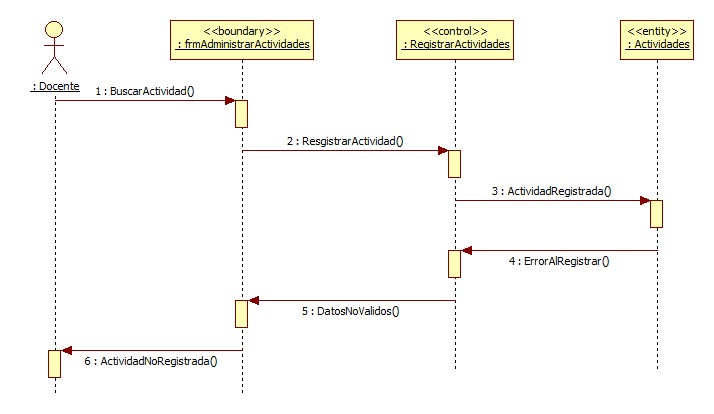 <<boundary>>
: frmAdministrarActividades
<<control>>
: RegistrarActividades
<<entity>>
: Actividades
: Docente
1 : BuscarActividad()
2 : ResgistrarActividad()
3 : ActividadRegistrada()
4 : ErrorAlRegistrar()
5 : DatosNoValidos()
6 : ActividadNoRegistrada()